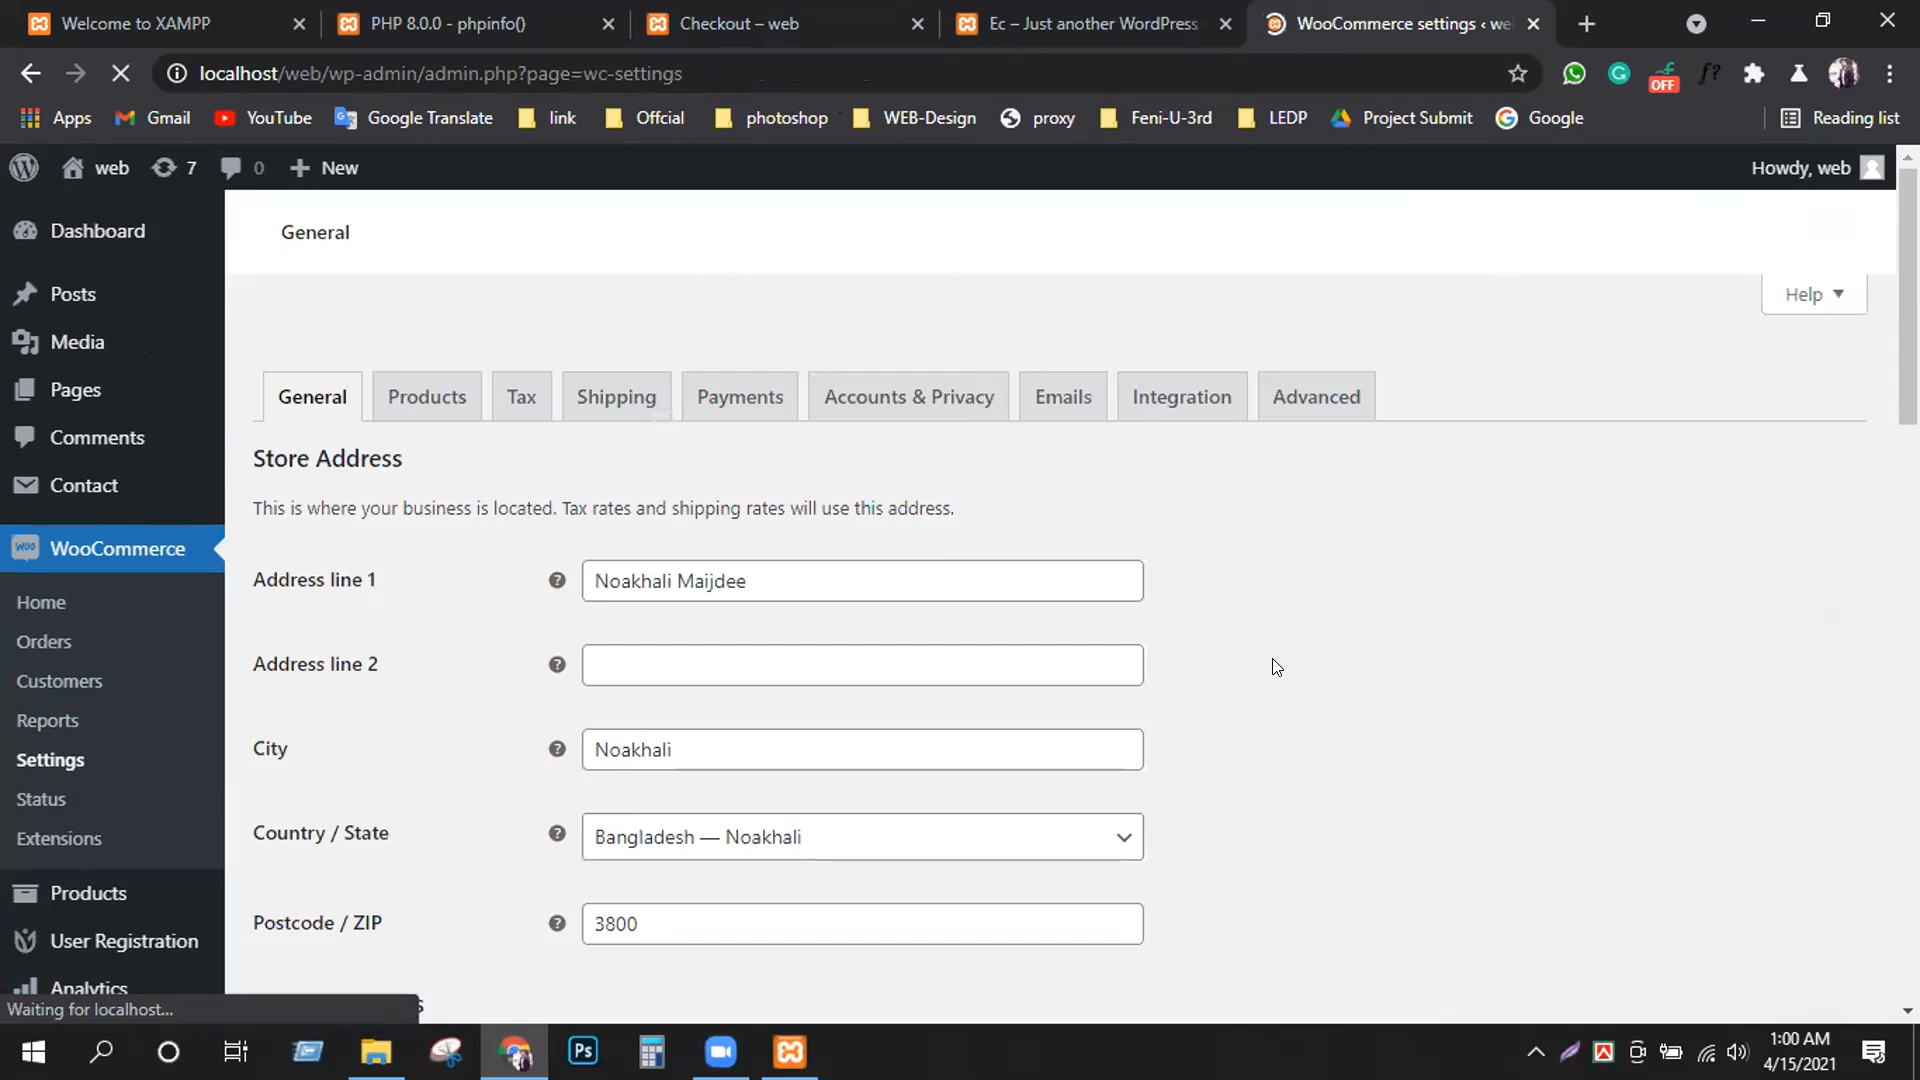 Welcome to XAMPP
PHP 8.0.0 - phpinfo()
Checkout – web
Ec – Just another WordPress
WooCommerce settings ‹ we
localhost/web/wp-admin/admin.php?page=wc-settings
f?
OFF
Apps
Gmail
YouTube
Google Translate
link
Offcial
photoshop
WEB-Design
proxy
Feni-U-3rd
LEDP
Project Submit
Google
Reading list
web
7
0
New
Howdy, web
Dashboard
Posts
Media
Pages
Comments
Contact
WOO
WooCommerce
Home
Orders
Customers
Reports
Settings
Status
Extensions
Products
User Registration
Analytics
General
Help
General
Products
Tax
Shipping
Payments
Accounts & Privacy
Emails
Integration
Advanced
Store Address
This is where your business is located. Tax rates and shipping rates will use this address.
Address line 1
Noakhali Maijdee
Address line 2
City
Noakhali
Country / State
Bangladesh — Noakhali
Postcode / ZIP
3800
Waiting for localhost...
Ps
1:00 AM
4/15/2021